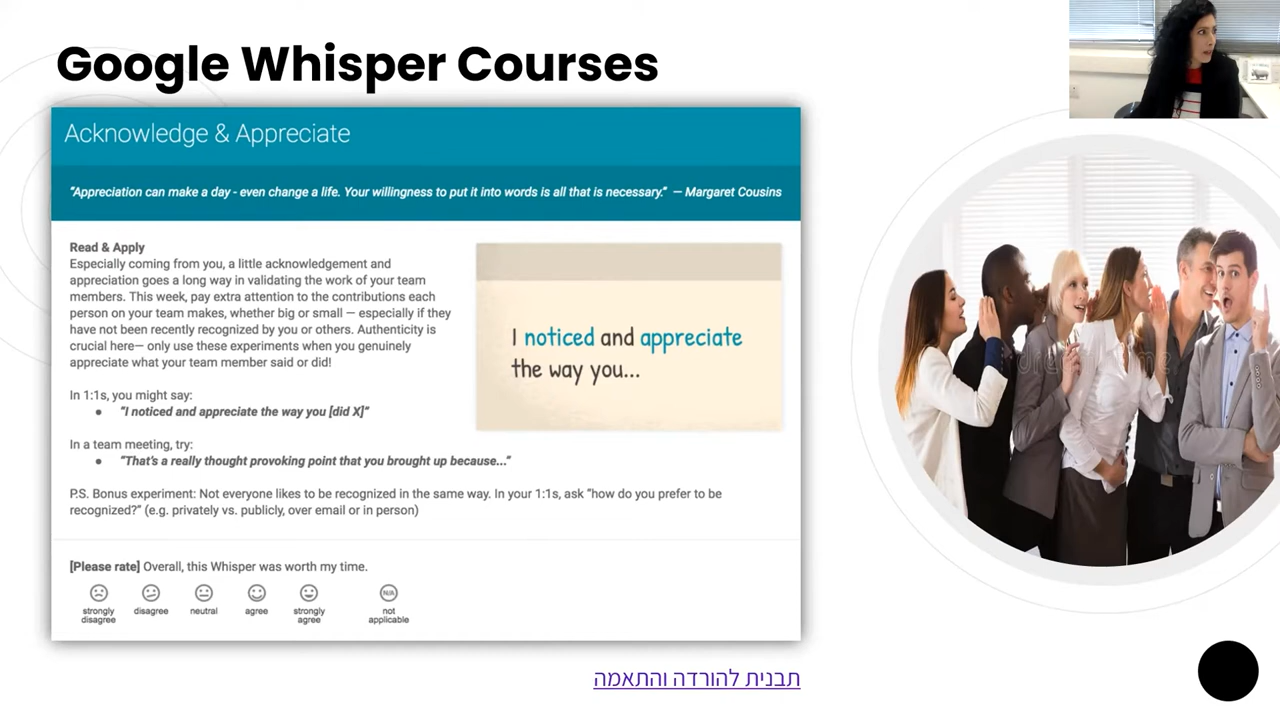 Google Whisper Courses
Acknowledge & Appreciate
"Appreciation can make a day - even change a life. Your willingness to put it into words is all that is necessary." — Margaret Cousins
Read & Apply
Especially coming from you, a little acknowledgement and
appreciation goes a long way in validating the work of your team
members. This week, pay extra attention to the contributions each
person on your team makes, whether big or small — especially if they
have not been recently recognized by you or others. Authenticity is
crucial here— only use these experiments when you genuinely
appreciate what your team member said or did!
I noticed and appreciate
the way you...
In 1:1s, you might say:
● "I noticed and appreciate the way you [did X]"
In a team meeting, try:
● "That's a really thought provoking point that you brought up because..."
P.S. Bonus experiment: Not everyone likes to be recognized in the same way. In your 1:1s, ask "how do you prefer to be
recognized?" (e.g. privately vs. publicly, over email or in person)
[Please rate] Overall, this Whisper was worth my time.
strongly disagree
disagree
neutral
agree
strongly agree
N/A
not applicable
תבנית להורדה והתאמה